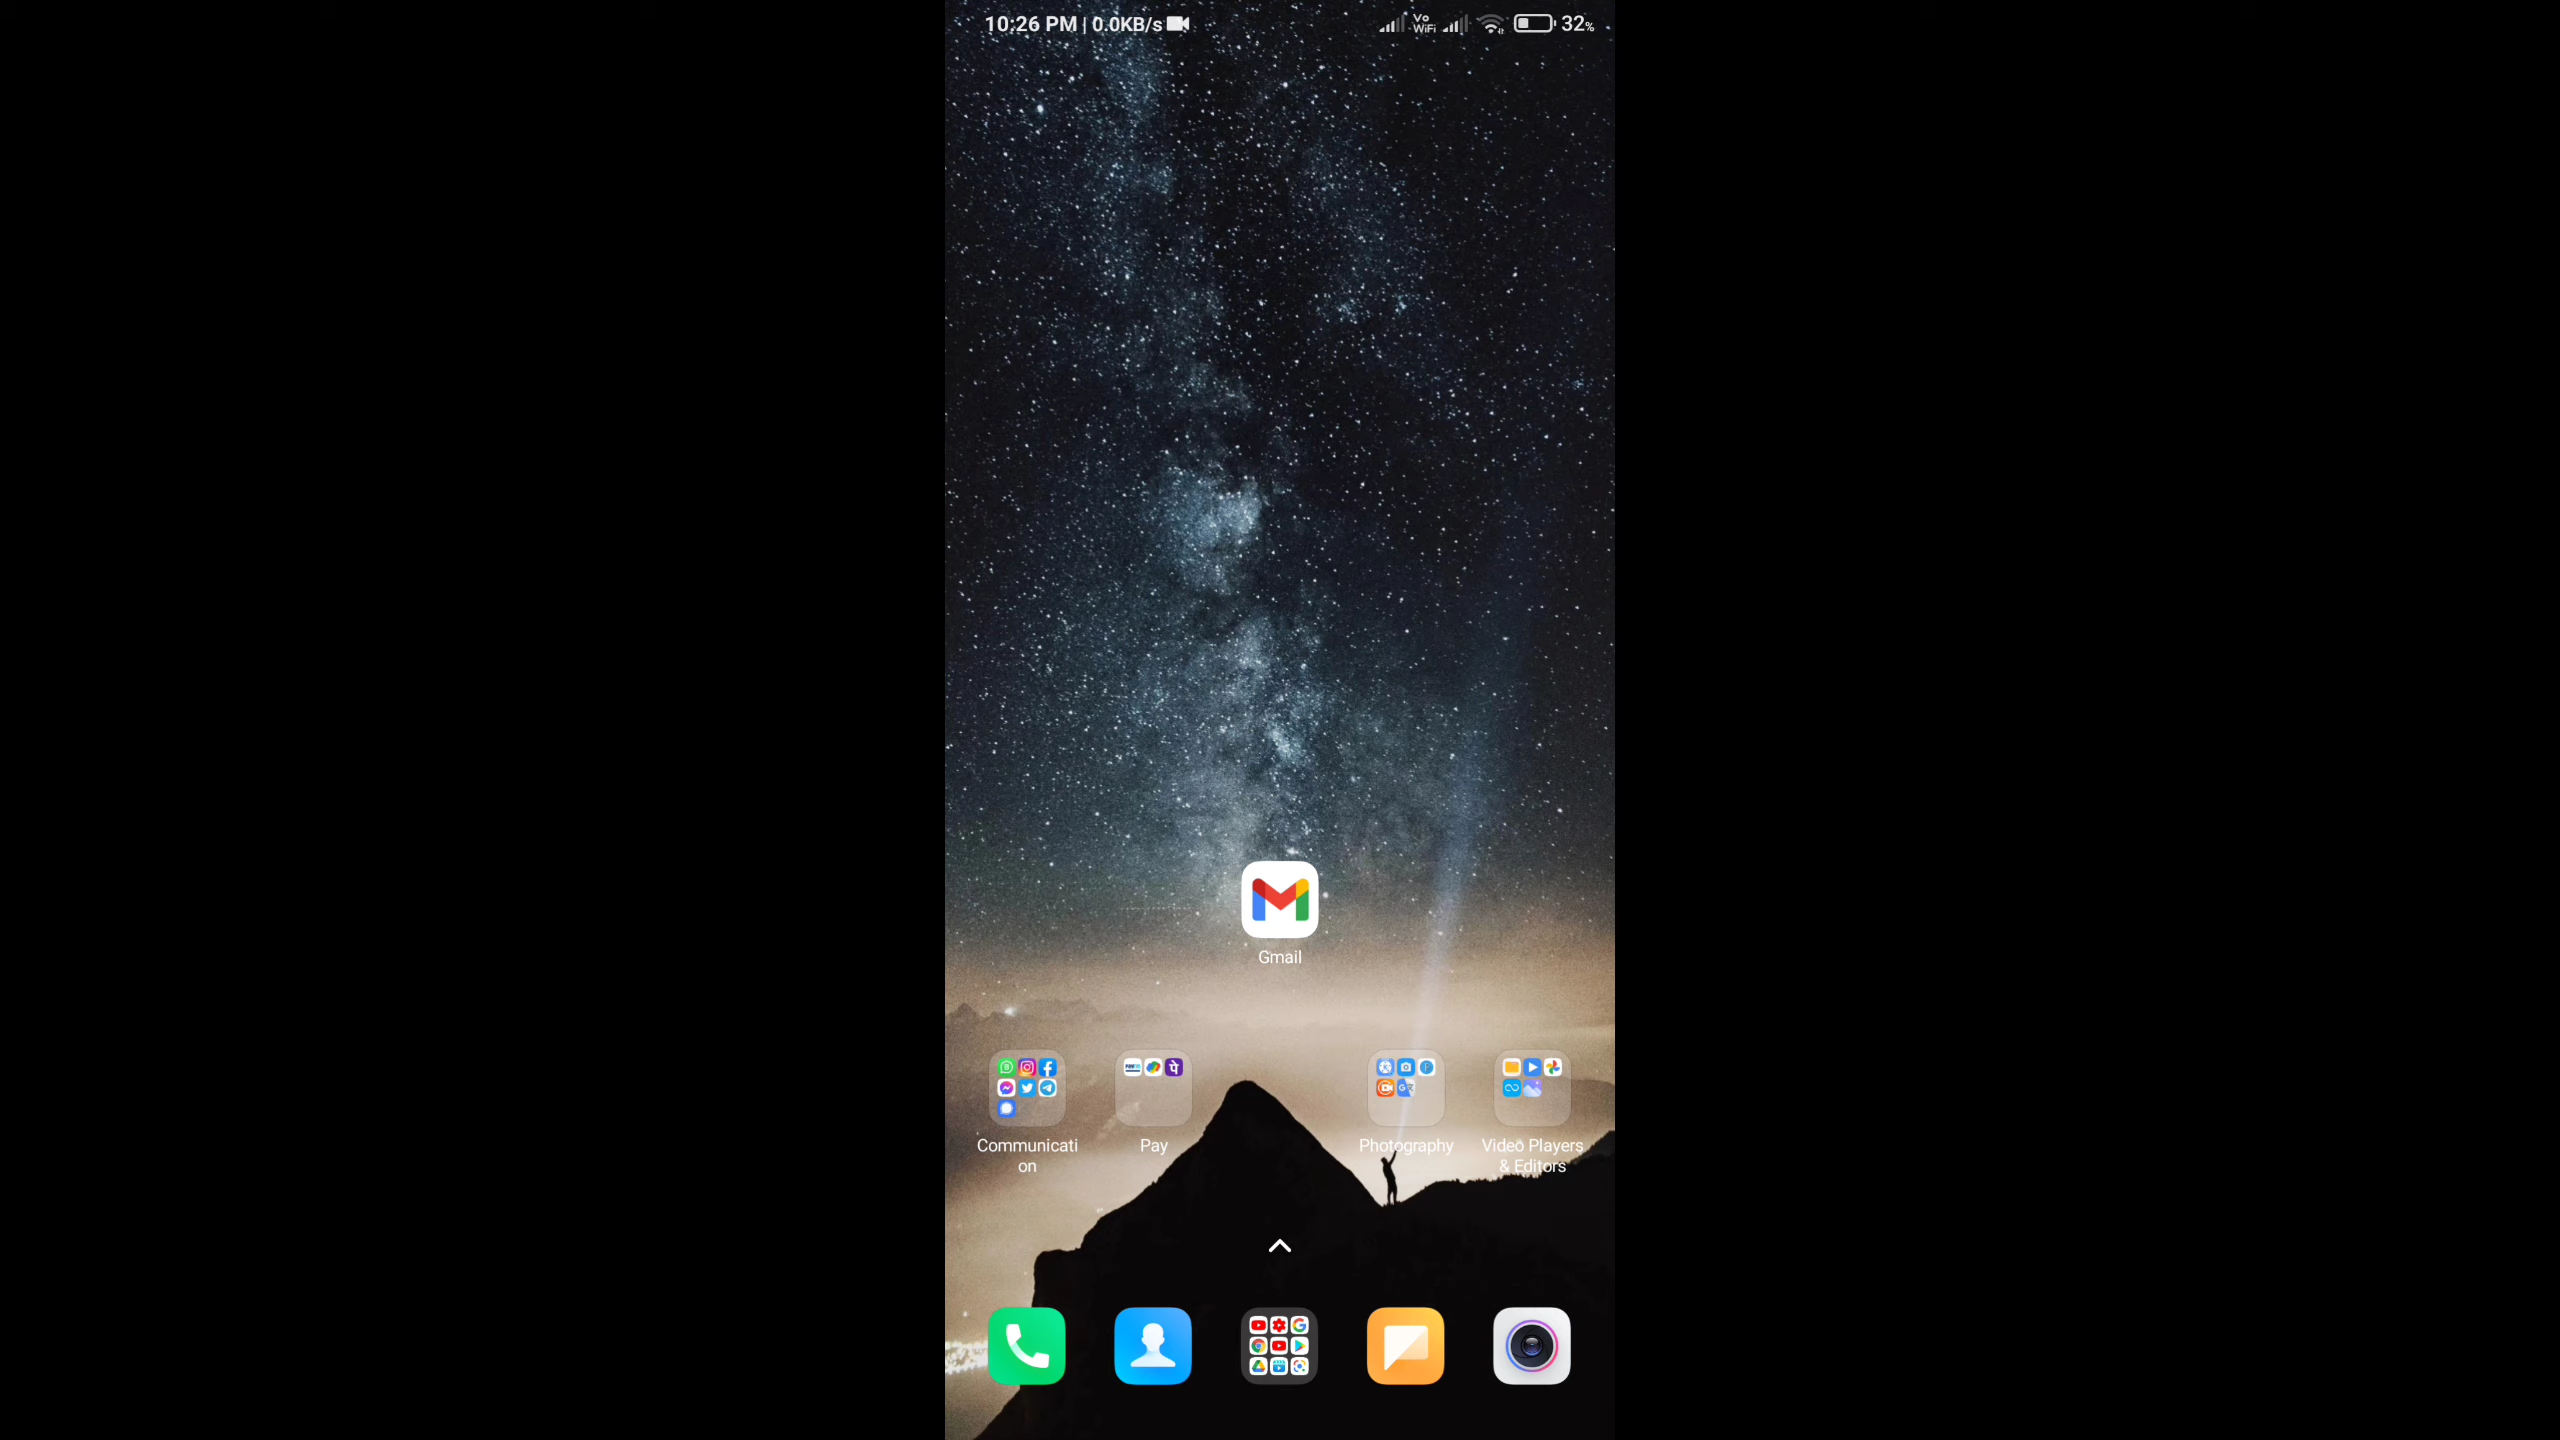 10:26 PM | 0.0KB/s Vo WiFi 32%
Gmail
Communicati
on
Pay
Photography
Video Players
& Editors